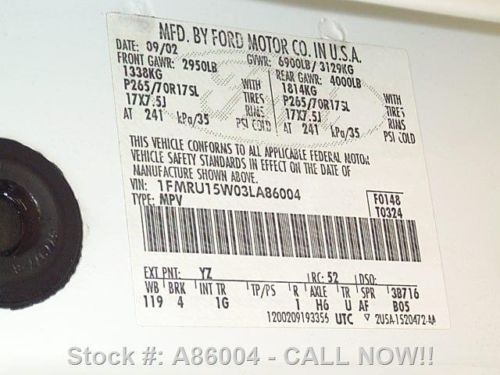 MFD. BY FORD MOTOR CO. IN U.S.A.
DATE: 09/02 GVWR: 6900LB/ 3129KG
FRONT GAWR: 2950LB REAR GAWR: 4000LB
1338KG WITH 1814KG WITH
P265/70R17SL TIRES P265/70R17SL TIRES
17X7.5J RIMS 17X7.5J RIMS
AT 241 kPa/35 PSI COLD AT 241 kPa/35 PSI COLD
THIS VEHICLE CONFORMS TO ALL APPLICABLE FEDERAL MOTOR
VEHICLE SAFETY STANDARDS IN EFFECT ON THE DATE OF
MANUFACTURE SHOWN ABOVE.
VIN: 1FMRU15W03LA86004 F0148
TYPE: MPV T0324
EXT PNT: YZ RC: 52 DSO:
WB BRK INT TR TP/PS R AXLE TR SPR 3B716
119 4 1G 1 H6 U AF B05
1200209193356 UTC 2U5A-1520472-AA
Stock #: A86004 - CALL NOW!!